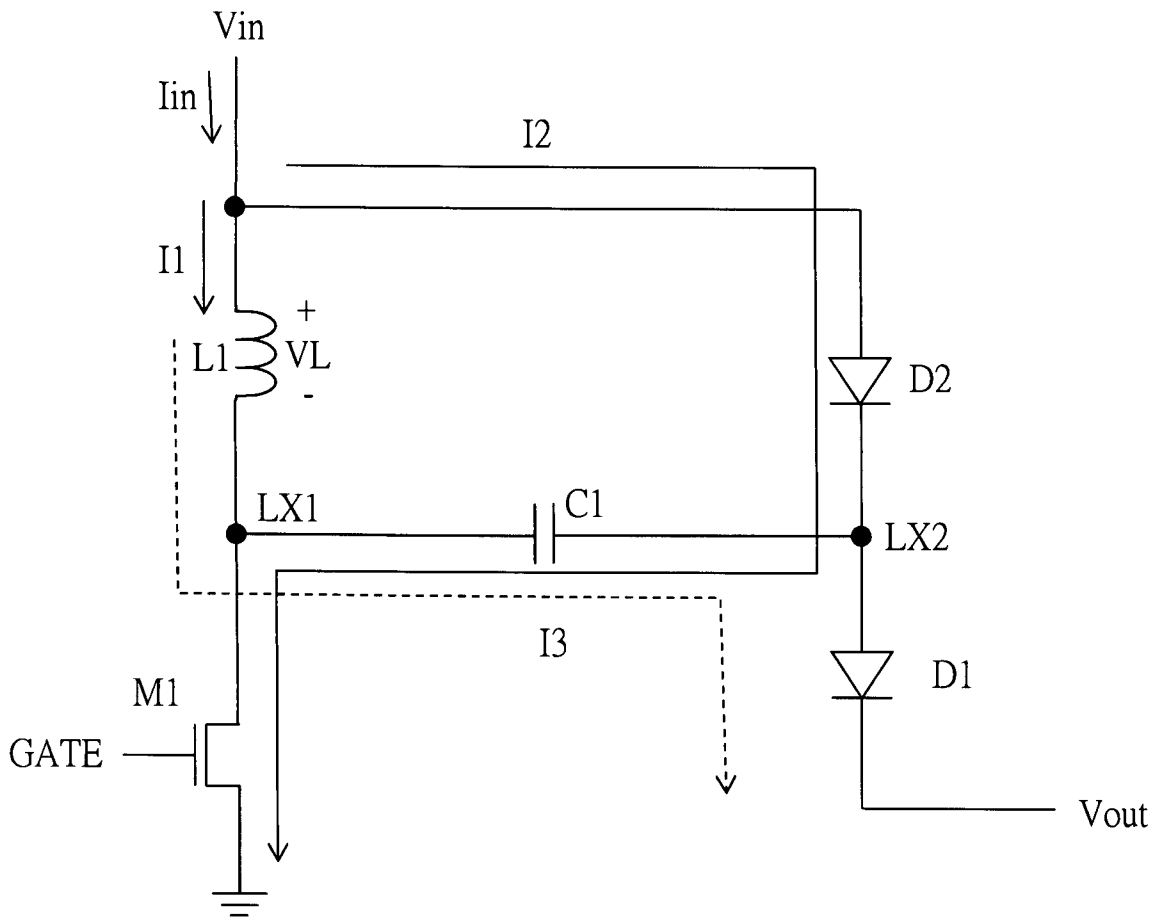 Vin
Iin
I2
I1
+
L1 VL
-
D2
LX1
C1
LX2
I3
M1
D1
GATE
Vout